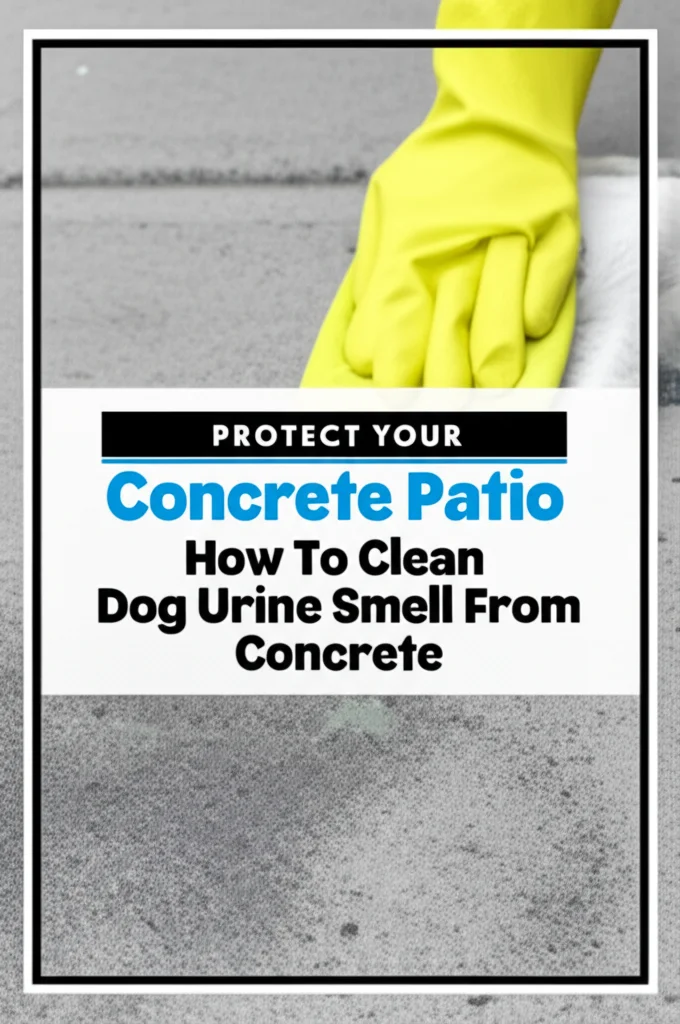 PROTECT YOUR
Concrete Patio
How To Clean
Dog Urine Smell From
Concrete